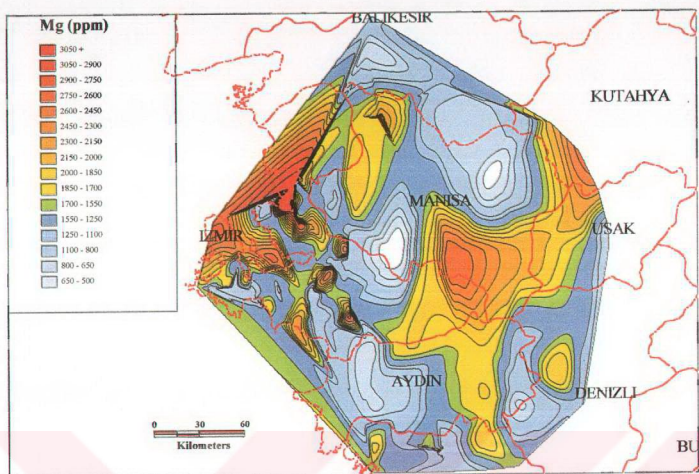 Mg (ppm)
3050 +
3050 - 2900
2900 - 2750
2750 - 2600
2600 - 2450
2450 - 2300
2300 - 2150
2150 - 2000
2000 - 1850
1850 - 1700
1700 - 1550
1550 - 1250
1250 - 1100
1100 - 800
800 - 650
650 - 500
BALIKESIR
KUTAHYA
MANISA
IZMIR
USAK
AYDIN
DENIZLI
BU
0 30 60
Kilometers